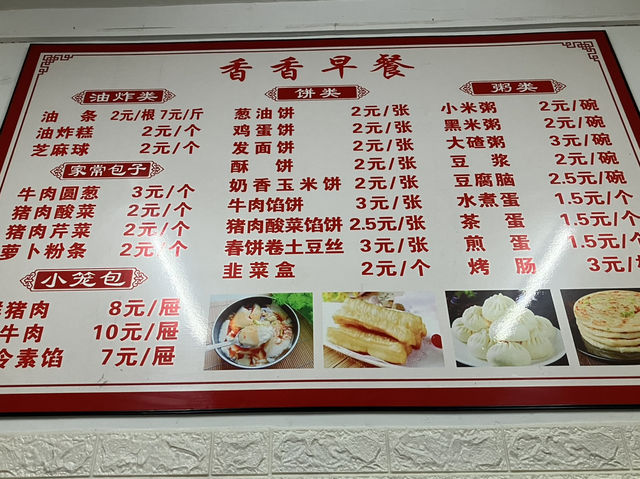 香香早餐
油炸类
油条 2元/根 7元/斤
油炸糕 2元/个
芝麻球 2元/个
家常包子
牛肉圆葱 3元/个
猪肉酸菜 2元/个
猪肉芹菜 2元/个
萝卜粉条 2元/个
小笼包
猪肉 8元/屉
牛肉 10元/屉
素馅 7元/屉
饼类
葱油饼 2元/张
鸡蛋饼 2元/张
发面饼 2元/张
酥饼 2元/张
奶香玉米饼 2元/张
牛肉馅饼 3元/张
猪肉酸菜馅饼 2.5元/张
春饼卷土豆丝 3元/张
韭菜盒 2元/个
粥类
小米粥 2元/碗
黑米粥 2元/碗
大碴粥 3元/碗
豆浆 2元/碗
豆腐脑 2.5元/碗
水煮蛋 1.5元/个
茶蛋 1.5元/个
煎蛋 1.5元/个
烤肠 3元/